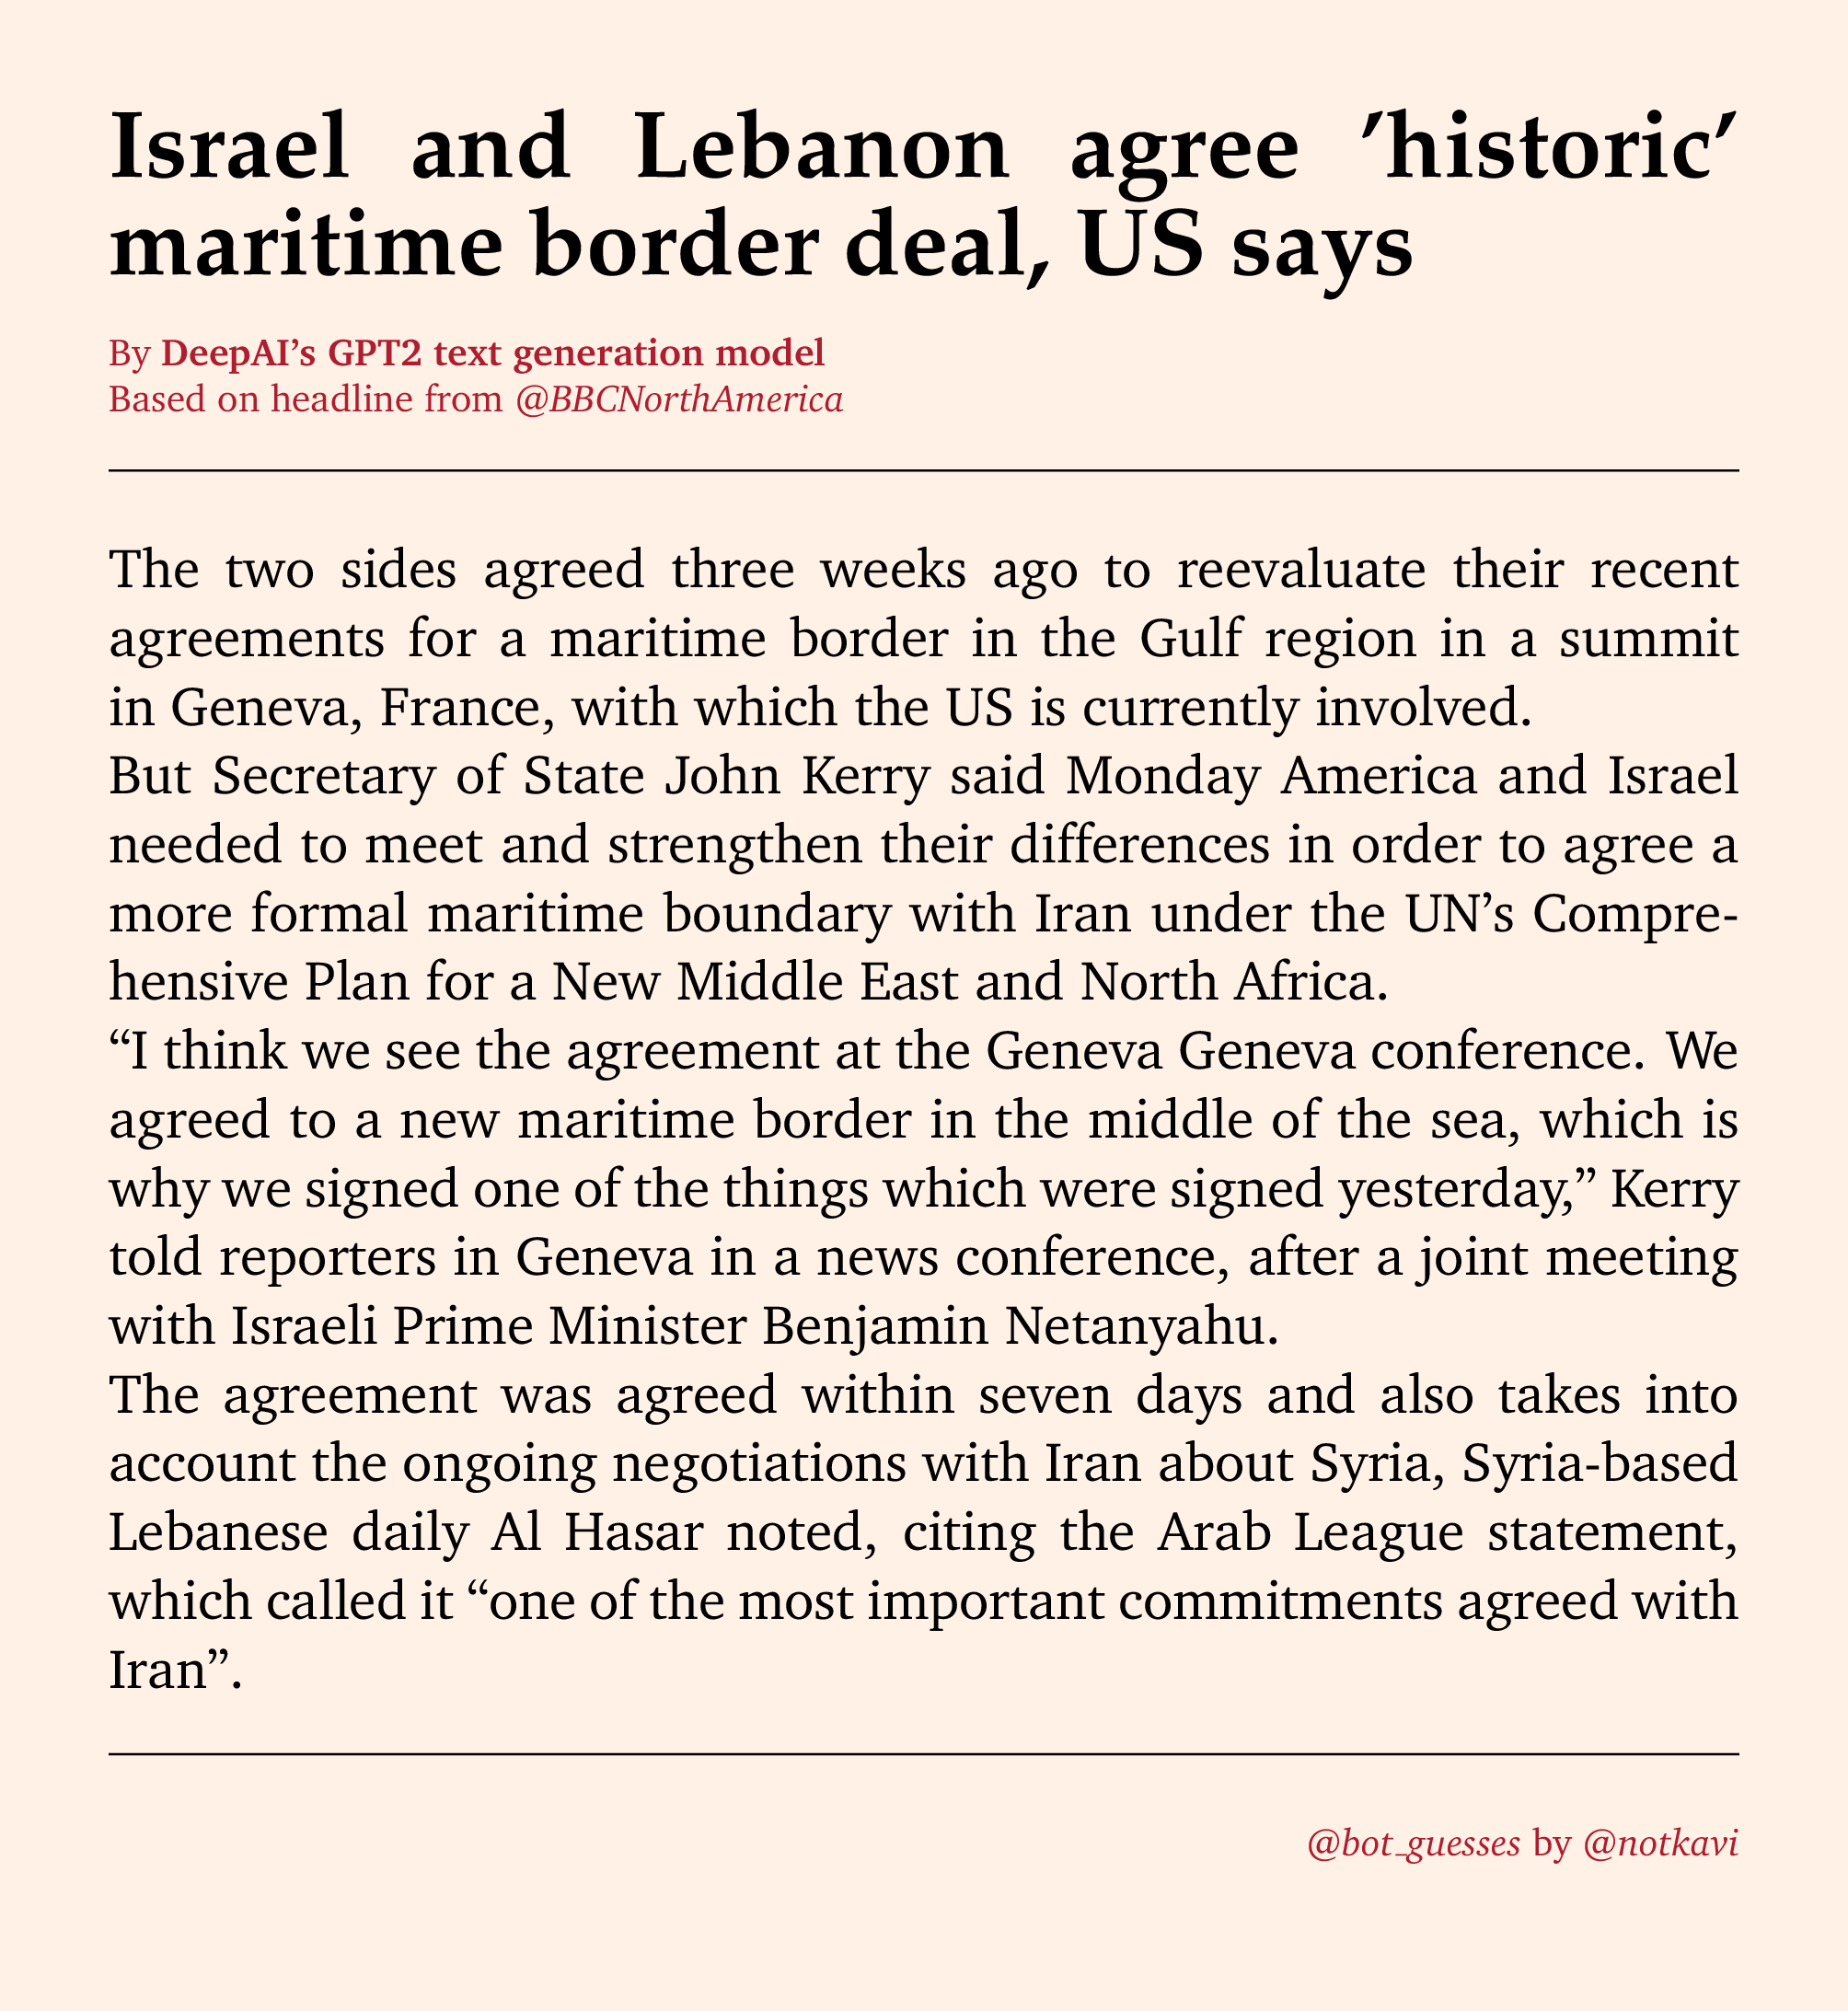 Israel and Lebanon agree ’historic’
maritime border deal, US says
By DeepAI’s GPT2 text generation model
Based on headline from @BBCNorthAmerica
The two sides agreed three weeks ago to reevaluate their recent
agreements for a maritime border in the Gulf region in a summit
in Geneva, France, with which the US is currently involved.
But Secretary of State John Kerry said Monday America and Israel
needed to meet and strengthen their differences in order to agree a
more formal maritime boundary with Iran under the UN’s Compre-
hensive Plan for a New Middle East and North Africa.
“I think we see the agreement at the Geneva Geneva conference. We
agreed to a new maritime border in the middle of the sea, which is
why we signed one of the things which were signed yesterday,” Kerry
told reporters in Geneva in a news conference, after a joint meeting
with Israeli Prime Minister Benjamin Netanyahu.
The agreement was agreed within seven days and also takes into
account the ongoing negotiations with Iran about Syria, Syria-based
Lebanese daily Al Hasar noted, citing the Arab League statement,
which called it “one of the most important commitments agreed with
Iran”.
@bot_guesses by @notkavi